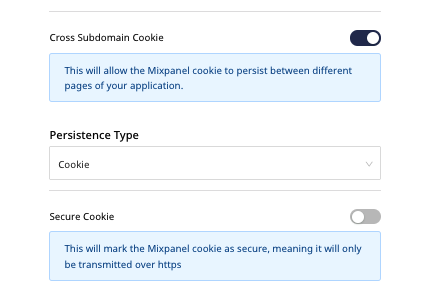 Cross Subdomain Cookie
This will allow the Mixpanel cookie to persist between different
pages of your application.
Persistence Type
Cookie
Secure Cookie
This will mark the Mixpanel cookie as secure, meaning it will only
be transmitted over https